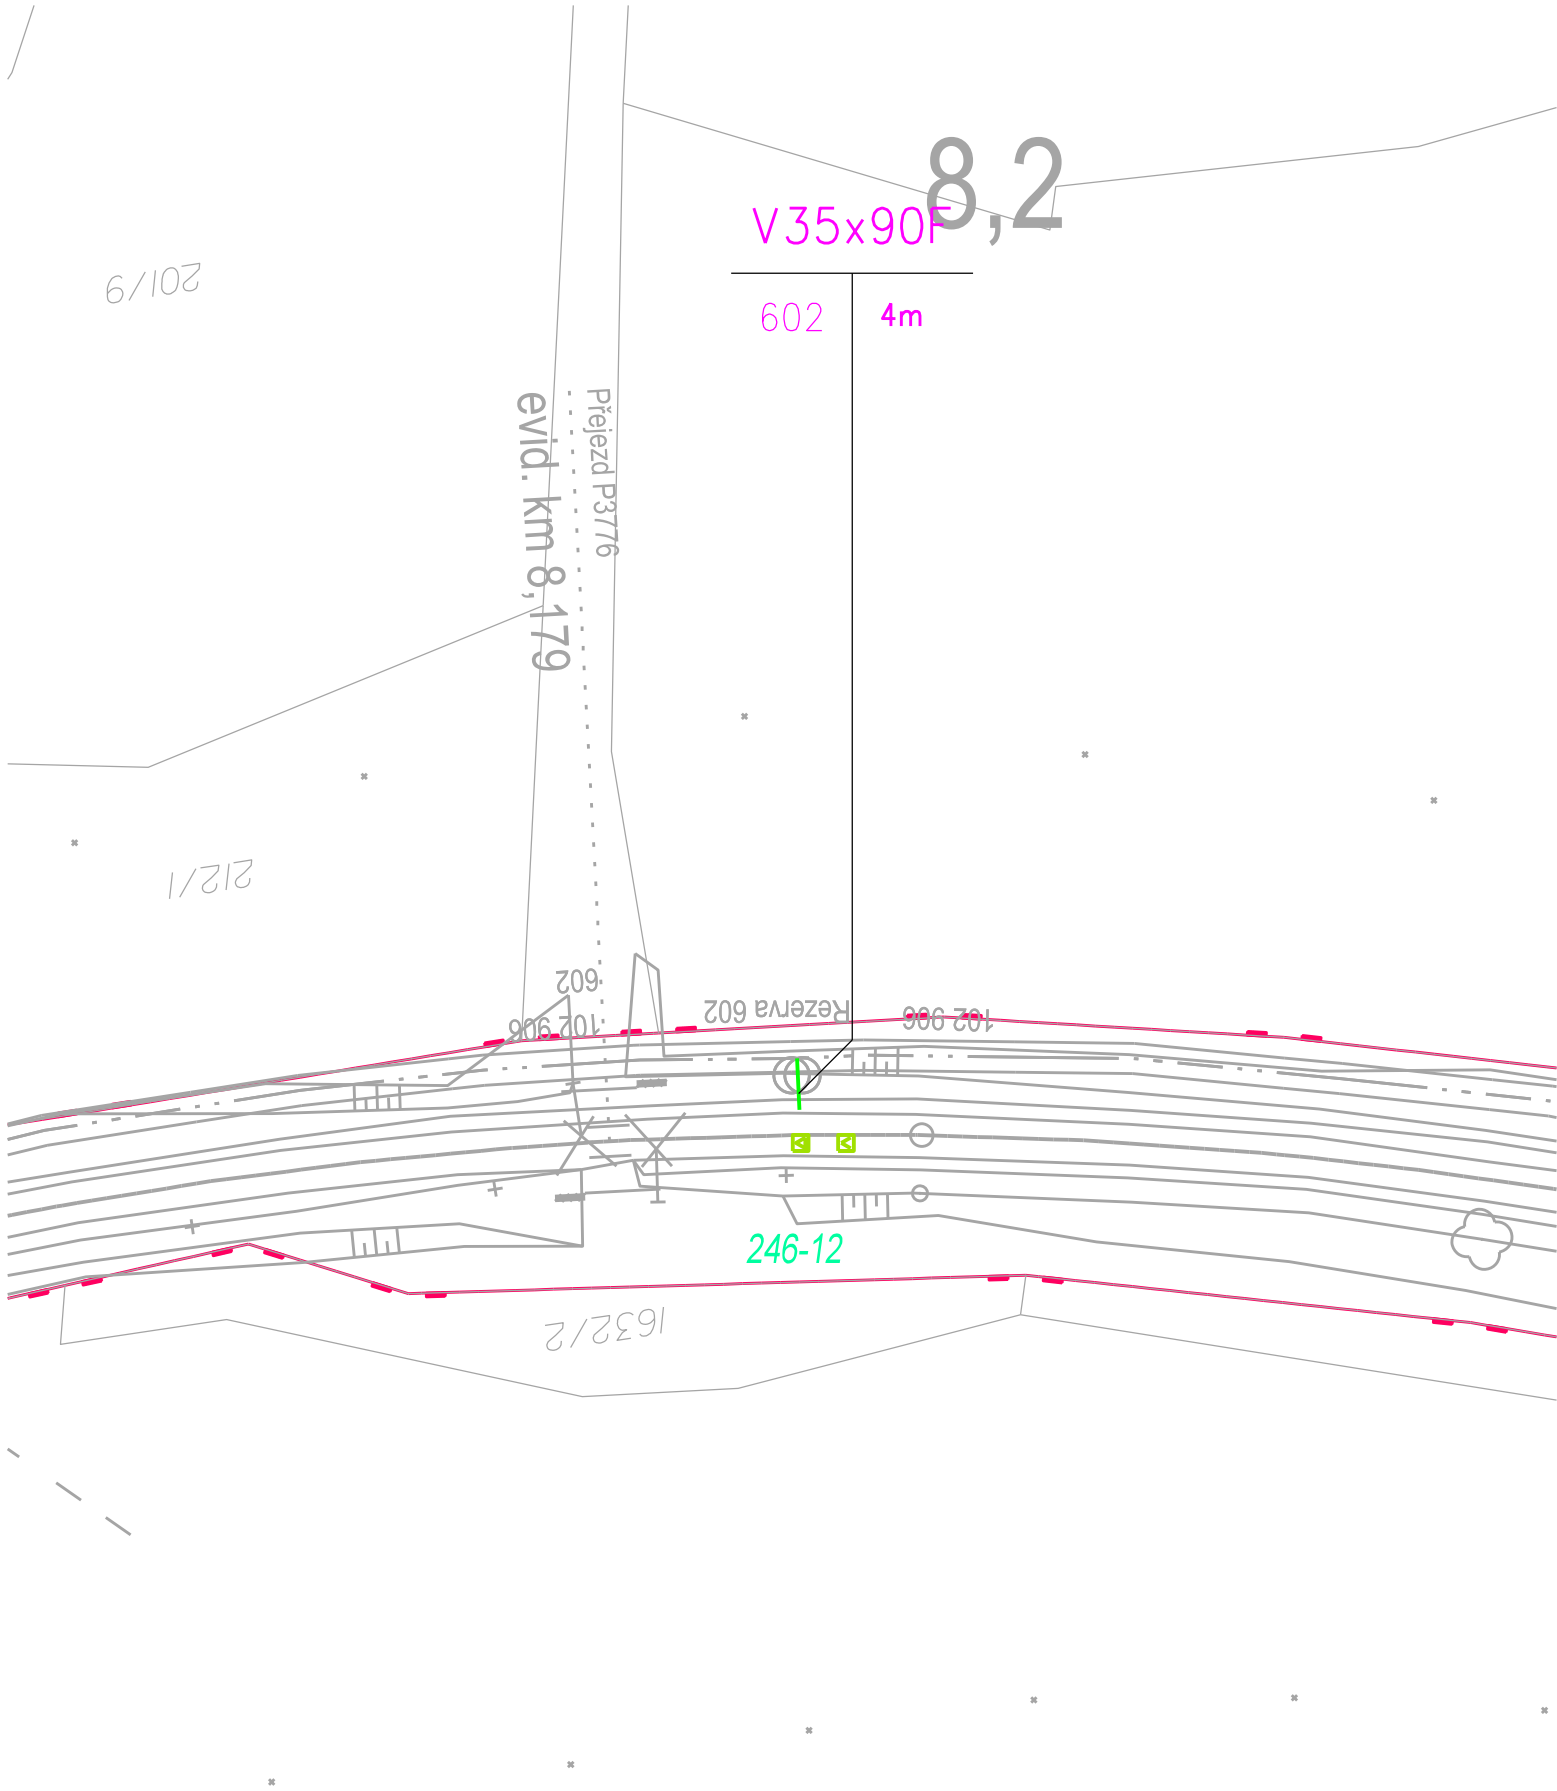 8,2
V35x90F
602
4m
201/9
evid. km 8,179
Přejezd P3776
212/1
602
Rezerva 602
102 906
102 906
246-12
1632/2